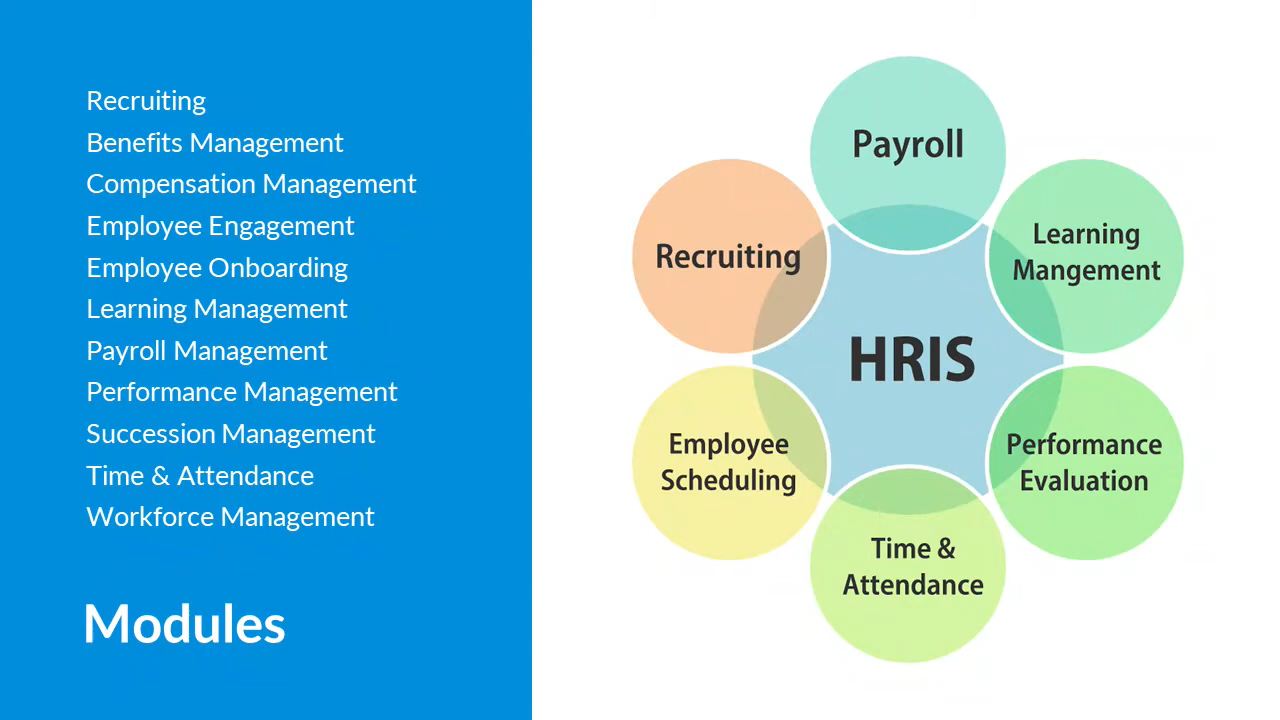 Recruiting
Benefits Management
Compensation Management
Employee Engagement
Employee Onboarding
Learning Management
Payroll Management
Performance Management
Succession Management
Time & Attendance
Workforce Management
Modules
Payroll
Learning
Mangement
Recruiting
HRIS
Employee
Scheduling
Performance
Evaluation
Time &
Attendance